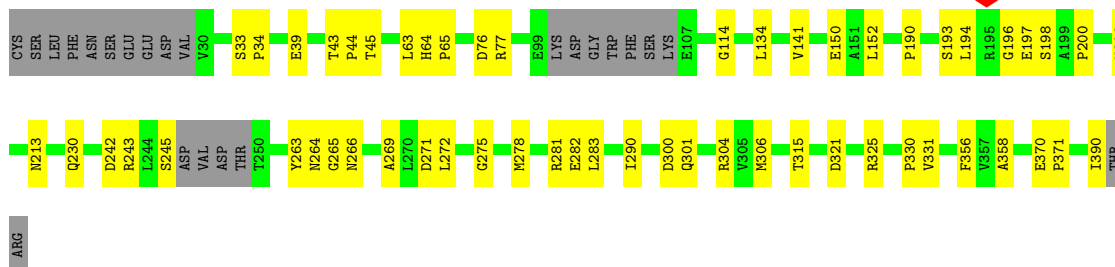 CYS SER LEU PHE ASN SER GLU GLU ASP VAL V30 S33 P34 E39 T43 P44 T45 L63 H64 P65 D76 R77 E99 LYS ASP GLY TRP PHE SER LYS E107 G114 L134 V141 E150 A151 L152 P190 S193 L194 R195 G196 E197 S198 A199 P200
N213 Q230 D242 R243 L244 S245 ASP VAL ASP THR T250 Y263 N264 G265 N266 A269 L270 D271 L272 G275 M278 R281 E282 L283 I290 D300 Q301 R304 V305 M306 T315 D321 R325 P330 V331 F356 V357 A358 E370 P371 I390 THR
ARG